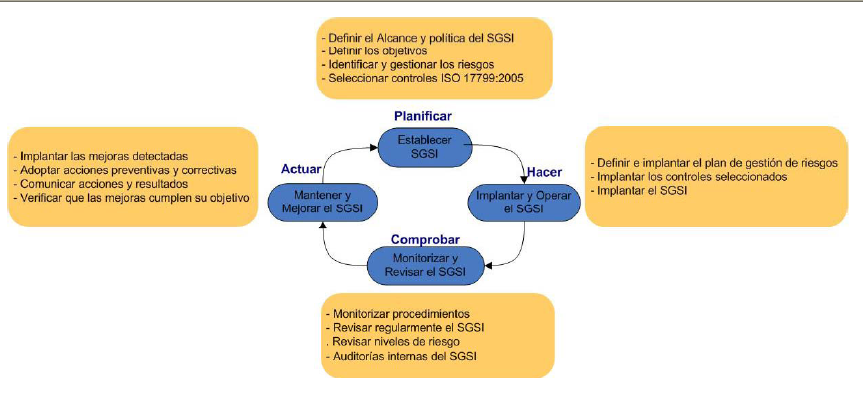 - Definir el Alcance y política del SGSI
- Definir los objetivos
- Identificar y gestionar los riesgos
- Seleccionar controles ISO 17799:2005
Planificar
Establecer
SGSI
Hacer
Implantar y Operar
el SGSI
- Definir e implantar el plan de gestión de riesgos
- Implantar los controles seleccionados
- Implantar el SGSI
Comprobar
Monitorizar y
Revisar el SGSI
- Monitorizar procedimientos
- Revisar regularmente el SGSI
. Revisar niveles de riesgo
- Auditorías internas del SGSI
Actuar
Mantener y
Mejorar el SGSI
- Implantar las mejoras detectadas
- Adoptar acciones preventivas y correctivas
- Comunicar acciones y resultados
- Verificar que las mejoras cumplen su objetivo